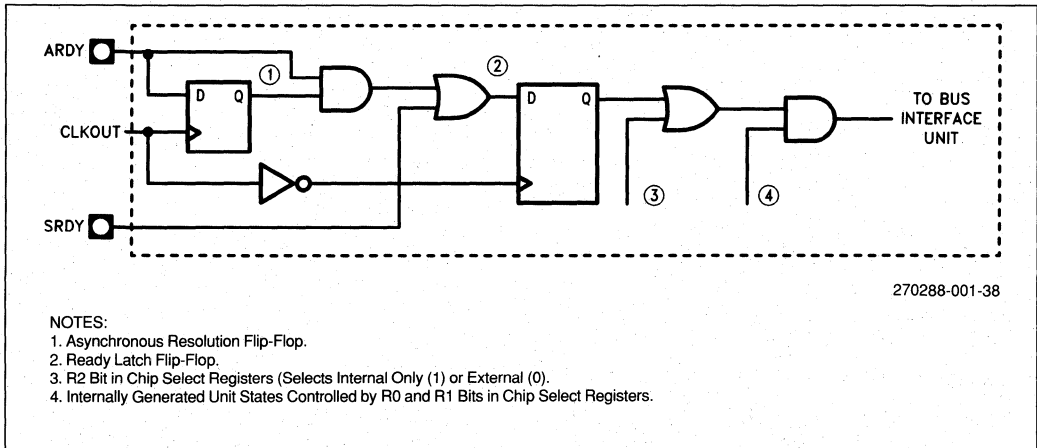 ARDY
①
②
D Q
D Q
TO BUS
INTERFACE
UNIT
CLKOUT
③
④
SRDY
270288-001-38
NOTES:
1. Asynchronous Resolution Flip-Flop.
2. Ready Latch Flip-Flop.
3. R2 Bit in Chip Select Registers (Selects Internal Only (1) or External (0).
4. Internally Generated Unit States Controlled by R0 and R1 Bits in Chip Select Registers.